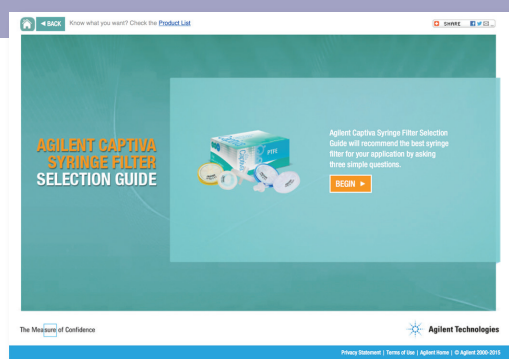 ◄ BACK Know what you want? Check the Product List
SHARE
AGILENT CAPTIVA
SYRINGE FILTER
SELECTION GUIDE
Captiva
PTFE
Agilent Captiva Syringe Filter Selection
Guide will recommend the best syringe
filter for your application by asking
three simple questions.
BEGIN ►
The Measure of Confidence
Agilent Technologies
Privacy Statement | Terms of Use | Agilent Home | © Agilent 2000-2015